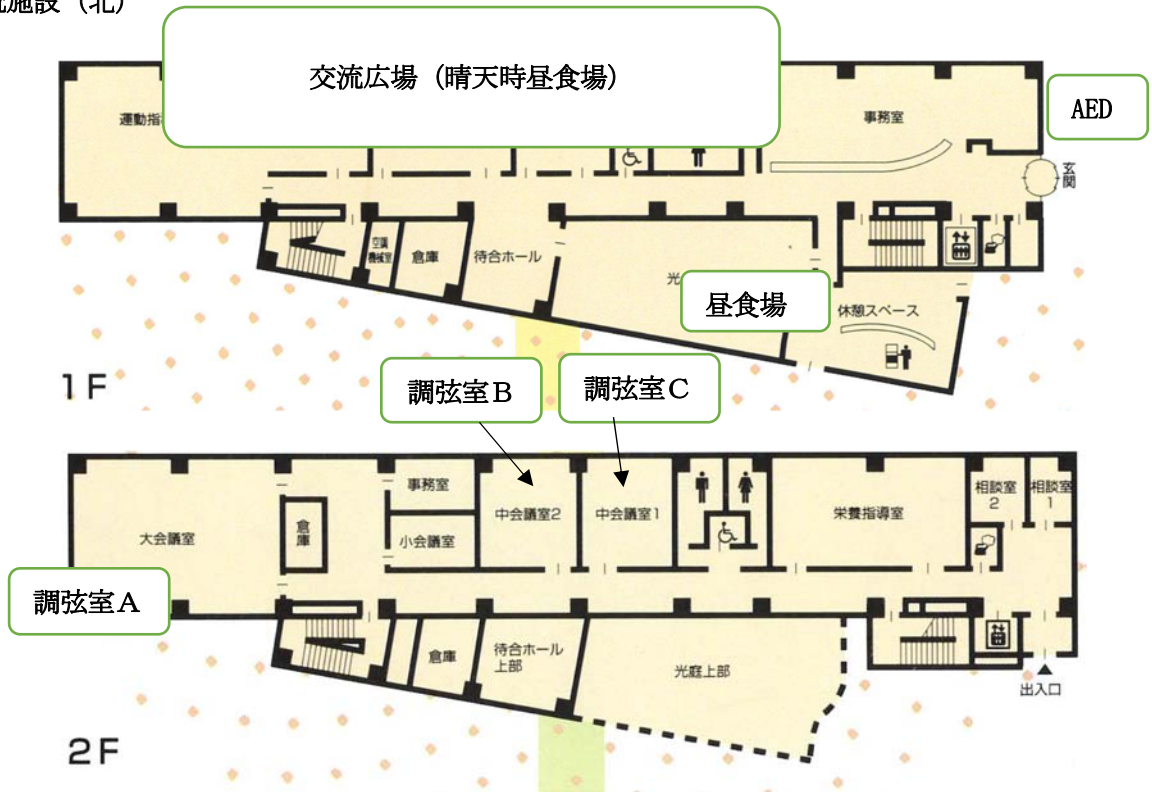 施設（北）
交流広場（晴天時昼食場）
運動指
事務室
AED
玄関
空調
機械室
倉庫
待合ホール
光
昼食場
休憩スペース
1F
調弦室B
調弦室C
事務室
中会議室2
中会議室1
栄養指導室
相談室
2
相談室
1
大会議室
倉庫
小会議室
調弦室A
倉庫
待合ホール
上部
光庭上部
出入口
2F